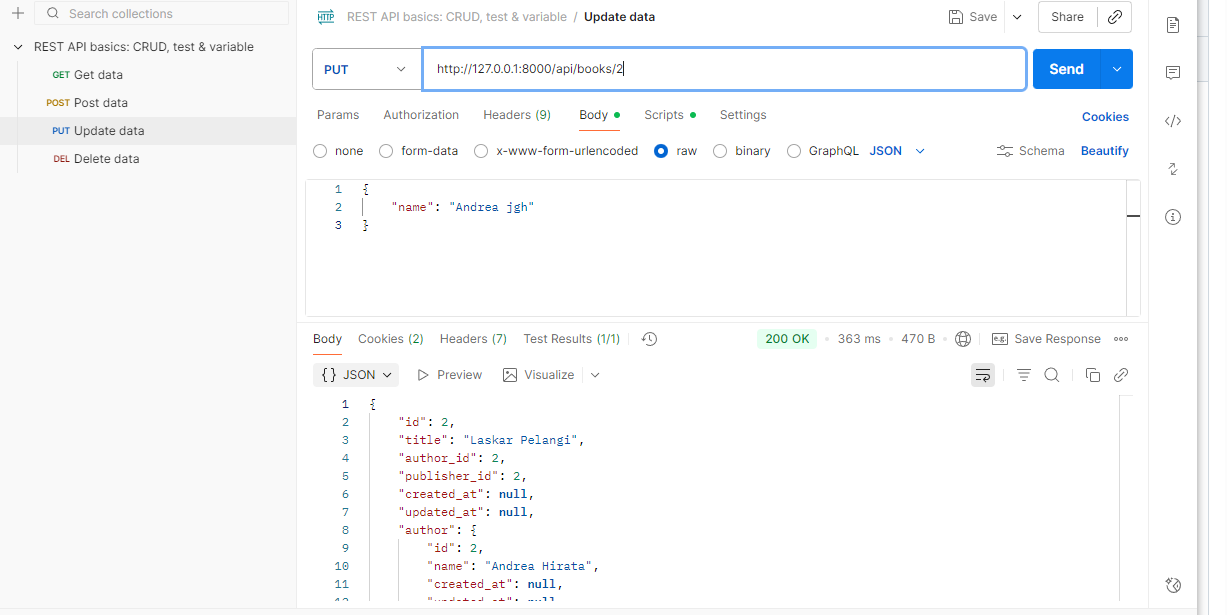 Search collections
REST API basics: CRUD, test & variable / Update data
Save
Share
REST API basics: CRUD, test & variable
GET Get data
POST Post data
PUT Update data
DEL Delete data
PUT
http://127.0.0.1:8000/api/books/2
Send
Params Authorization Headers (9) Body Scripts Settings
Cookies
none form-data x-www-form-urlencoded raw binary GraphQL JSON
Schema Beautify
1 {
2 "name": "Andrea jgh"
3 }
Body Cookies (2) Headers (7) Test Results (1/1)
200 OK • 363 ms • 470 B
e.g. Save Response
{} JSON Preview Visualize
1 {
2 "id": 2,
3 "title": "Laskar Pelangi",
4 "author_id": 2,
5 "publisher_id": 2,
6 "created_at": null,
7 "updated_at": null,
8 "author": {
9 "id": 2,
10 "name": "Andrea Hirata",
11 "created_at": null,
12 "updated_at": null